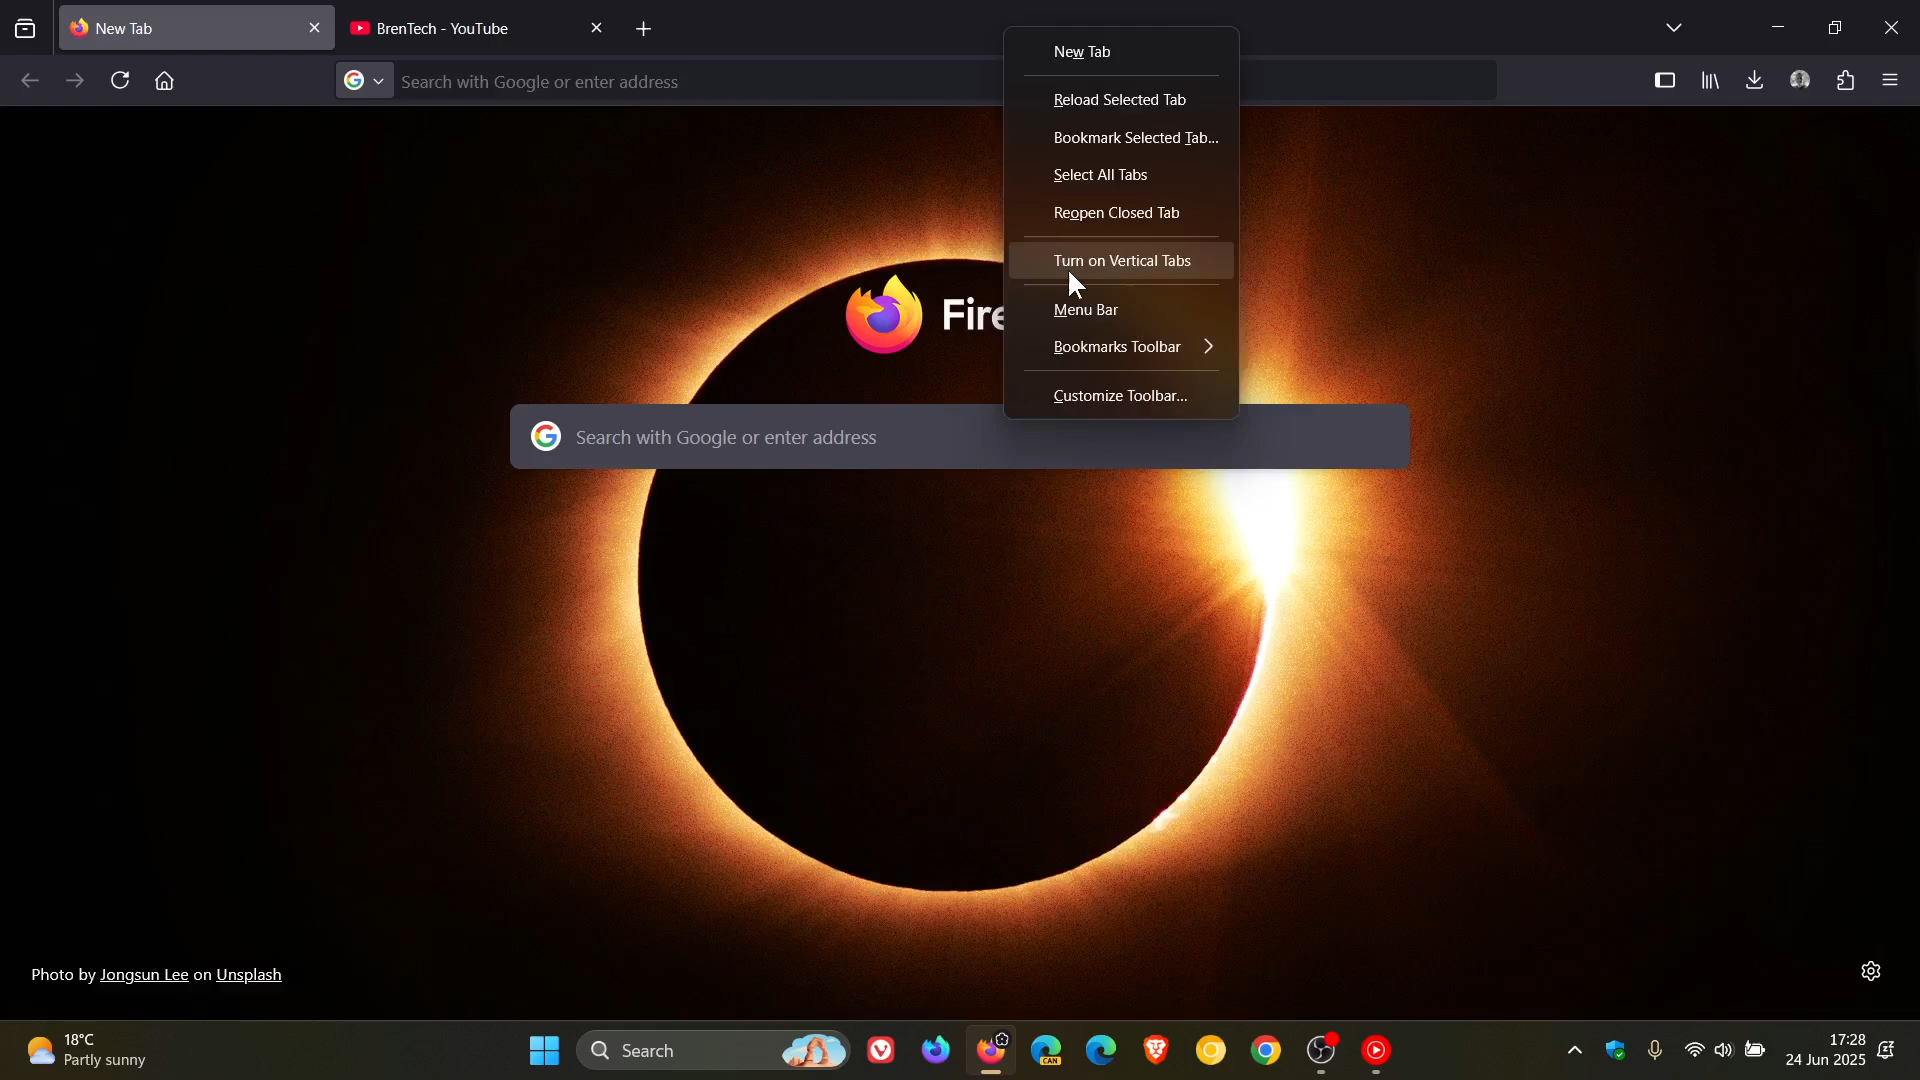 New Tab
BrenTech - YouTube
Search with Google or enter address
New Tab
Reload Selected Tab
Bookmark Selected Tab...
Select All Tabs
Reopen Closed Tab
Turn on Vertical Tabs
Menu Bar
Bookmarks Toolbar
Customize Toolbar...
Fire
Search with Google or enter address
Photo by Jongsun Lee on Unsplash
18°C
Partly sunny
Search
CAN
17:28
24 Jun 2025